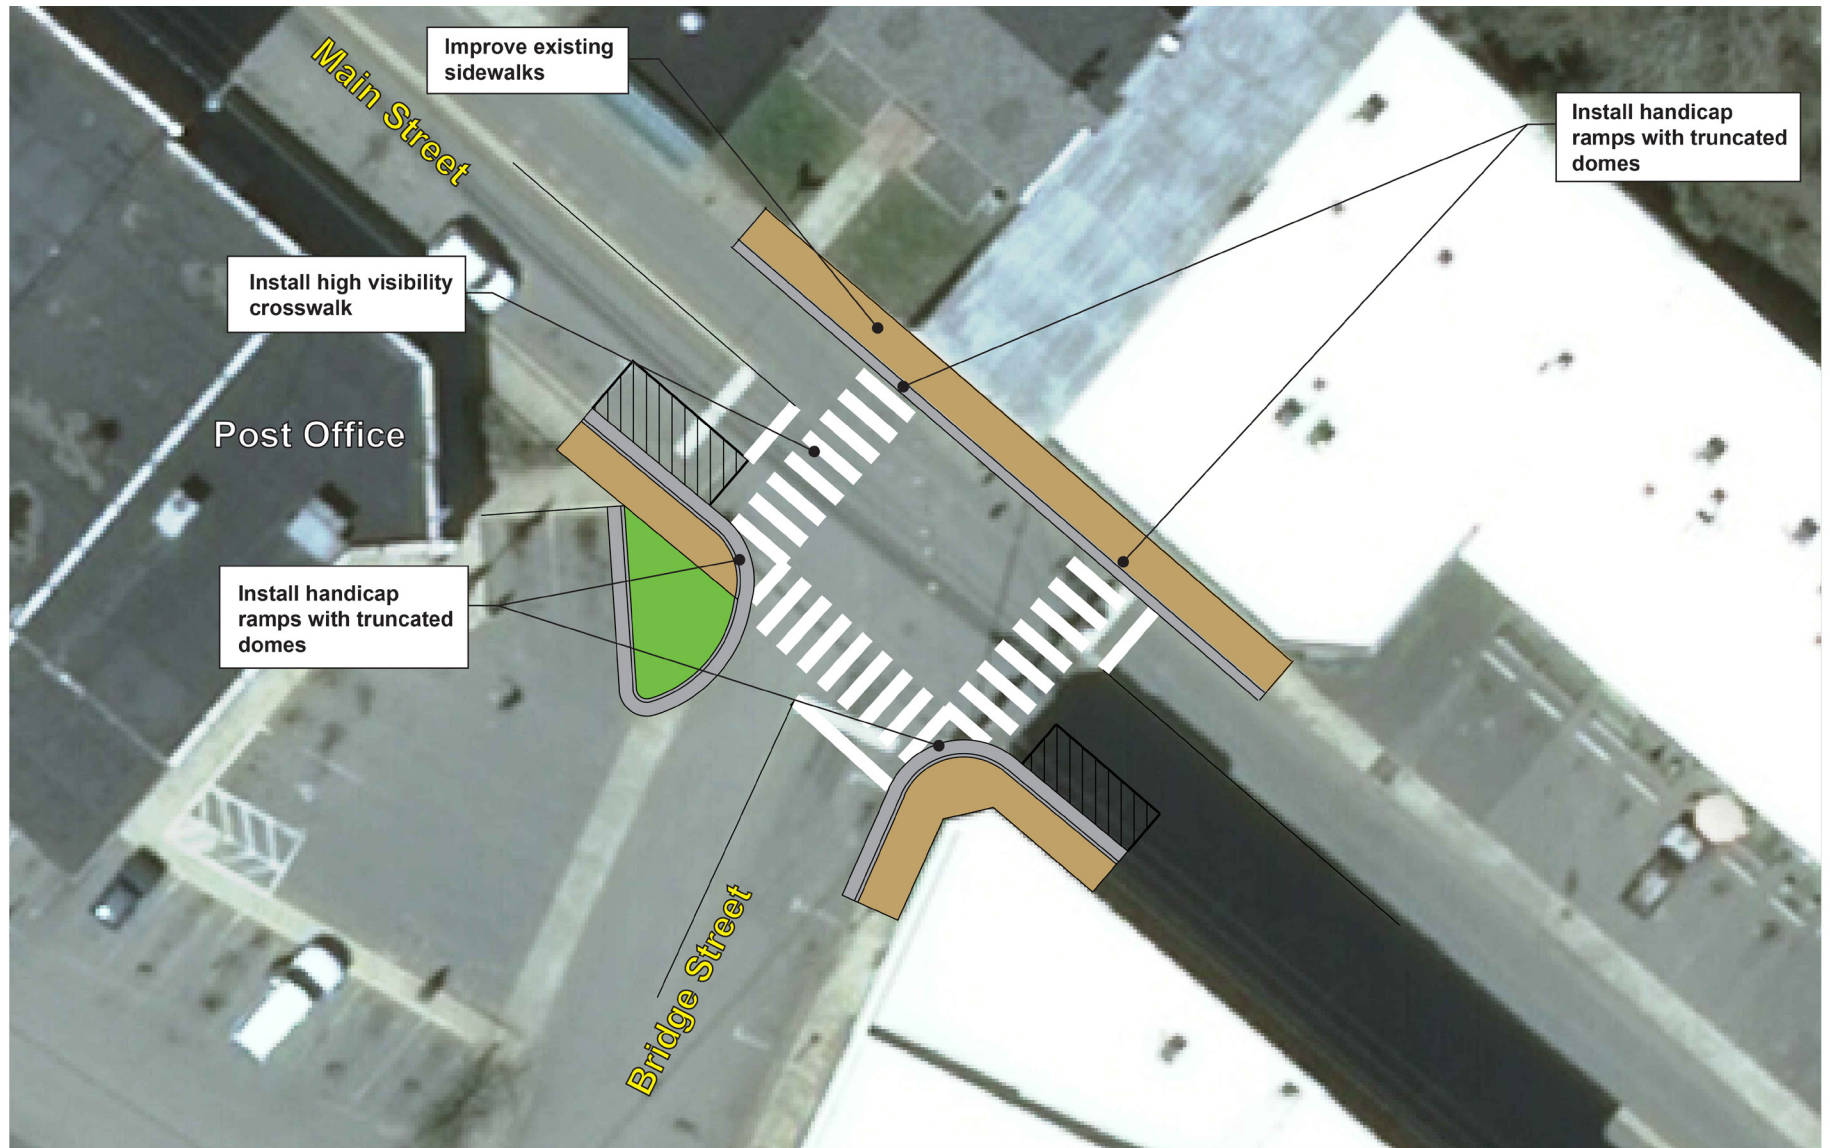 Main Street
Improve existing
sidewalks
Install handicap
ramps with truncated
domes
Install high visibility
crosswalk
Post Office
Install handicap
ramps with truncated
domes
Bridge Street